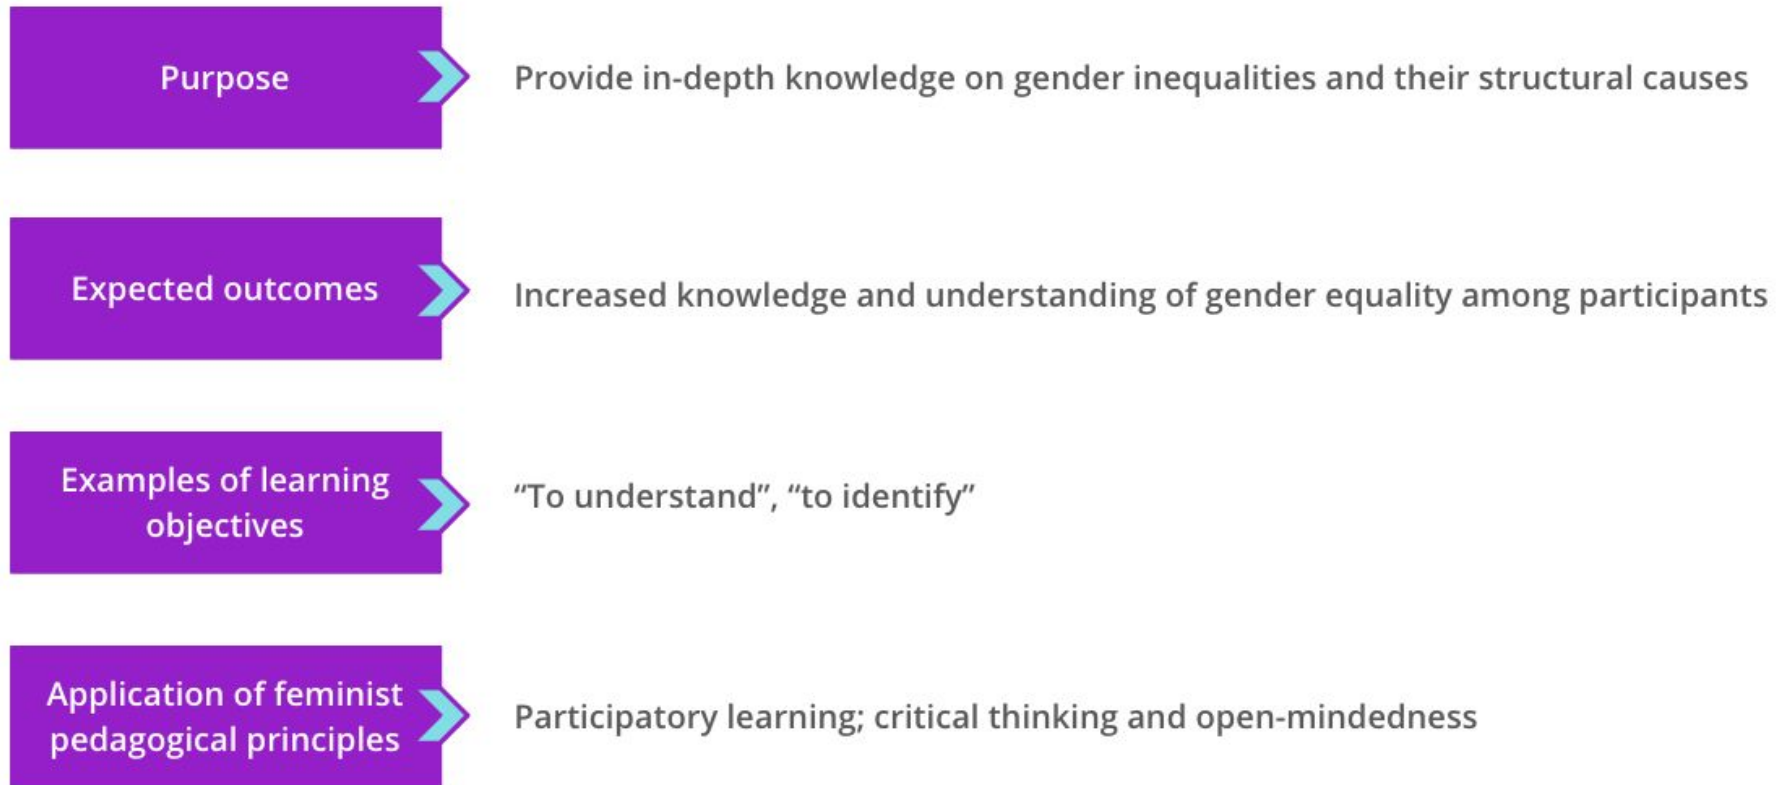 Purpose
Provide in-depth knowledge on gender inequalities and their structural causes
Expected outcomes
Increased knowledge and understanding of gender equality among participants
Examples of learning
objectives
“To understand”, “to identify”
Application of feminist
pedagogical principles
Participatory learning; critical thinking and open-mindedness